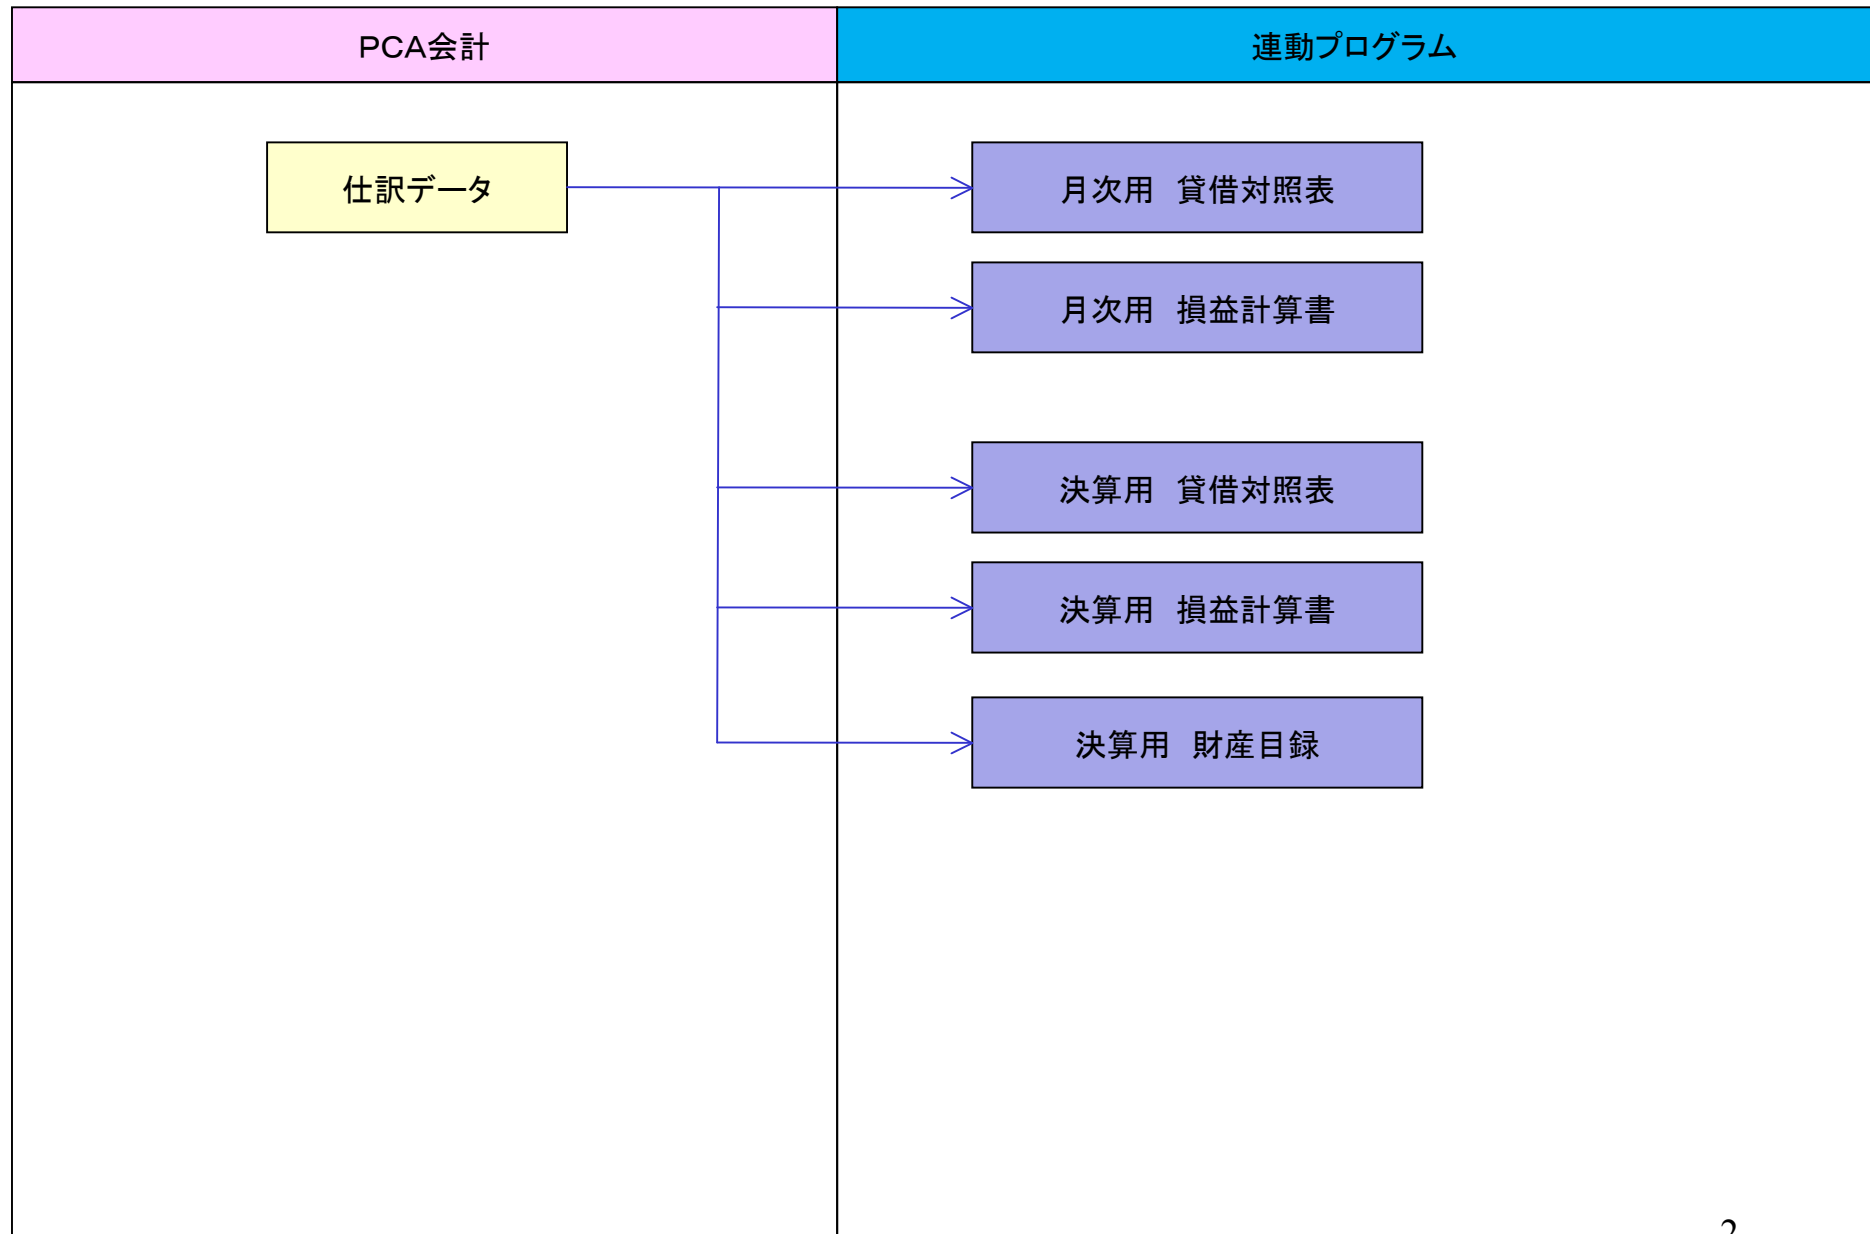 PCA会計
連動プログラム
仕訳データ
月次用　貸借対照表
月次用　損益計算書
決算用　貸借対照表
決算用　損益計算書
決算用　財産目録
2